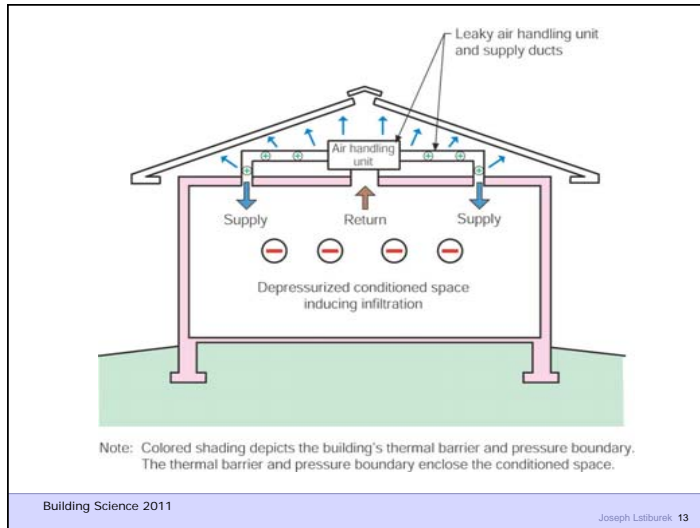 Leaky air handling unit
and supply ducts
Air handling
unit
Supply
Return
Supply
Depressurized conditioned space
inducing infiltration
Note: Colored shading depicts the building's thermal barrier and pressure boundary.
The thermal barrier and pressure boundary enclose the conditioned space.
Building Science 2011
Joseph Lstiburek 13